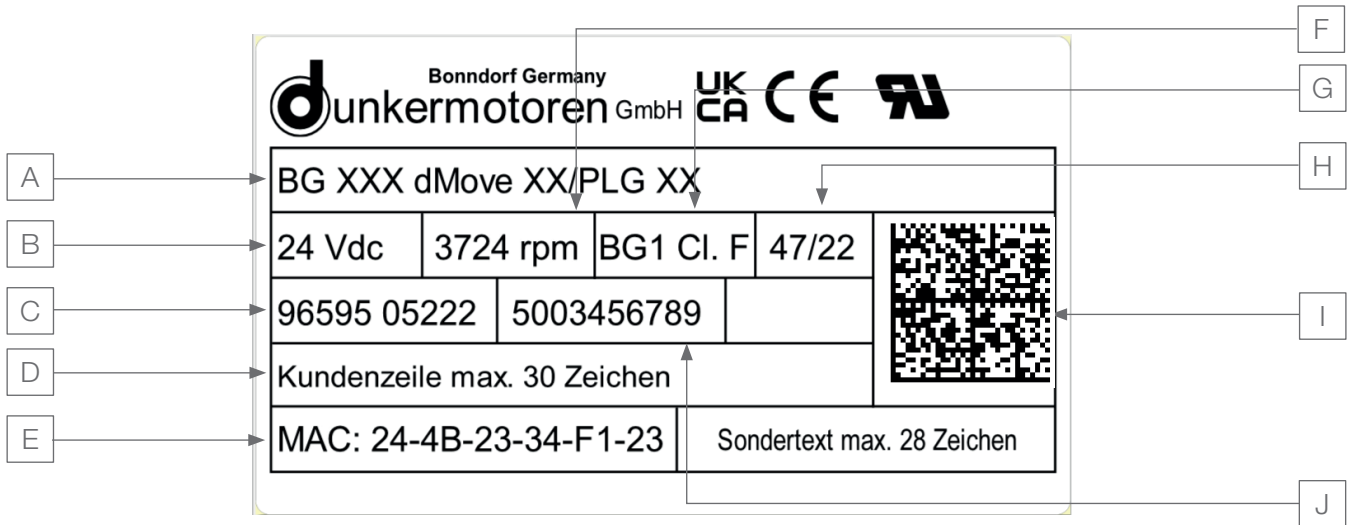 F
Bonndorf Germany
dunkermotoren GmbH UK CA CE RU
G
A
BG XXX dMove XX/PLG XX
H
B
24 Vdc 3724 rpm BG1 Cl. F 47/22
C
96595 05222 5003456789
I
D
Kundenzeile max. 30 Zeichen
E
MAC: 24-4B-23-34-F1-23 Sondertext max. 28 Zeichen
J